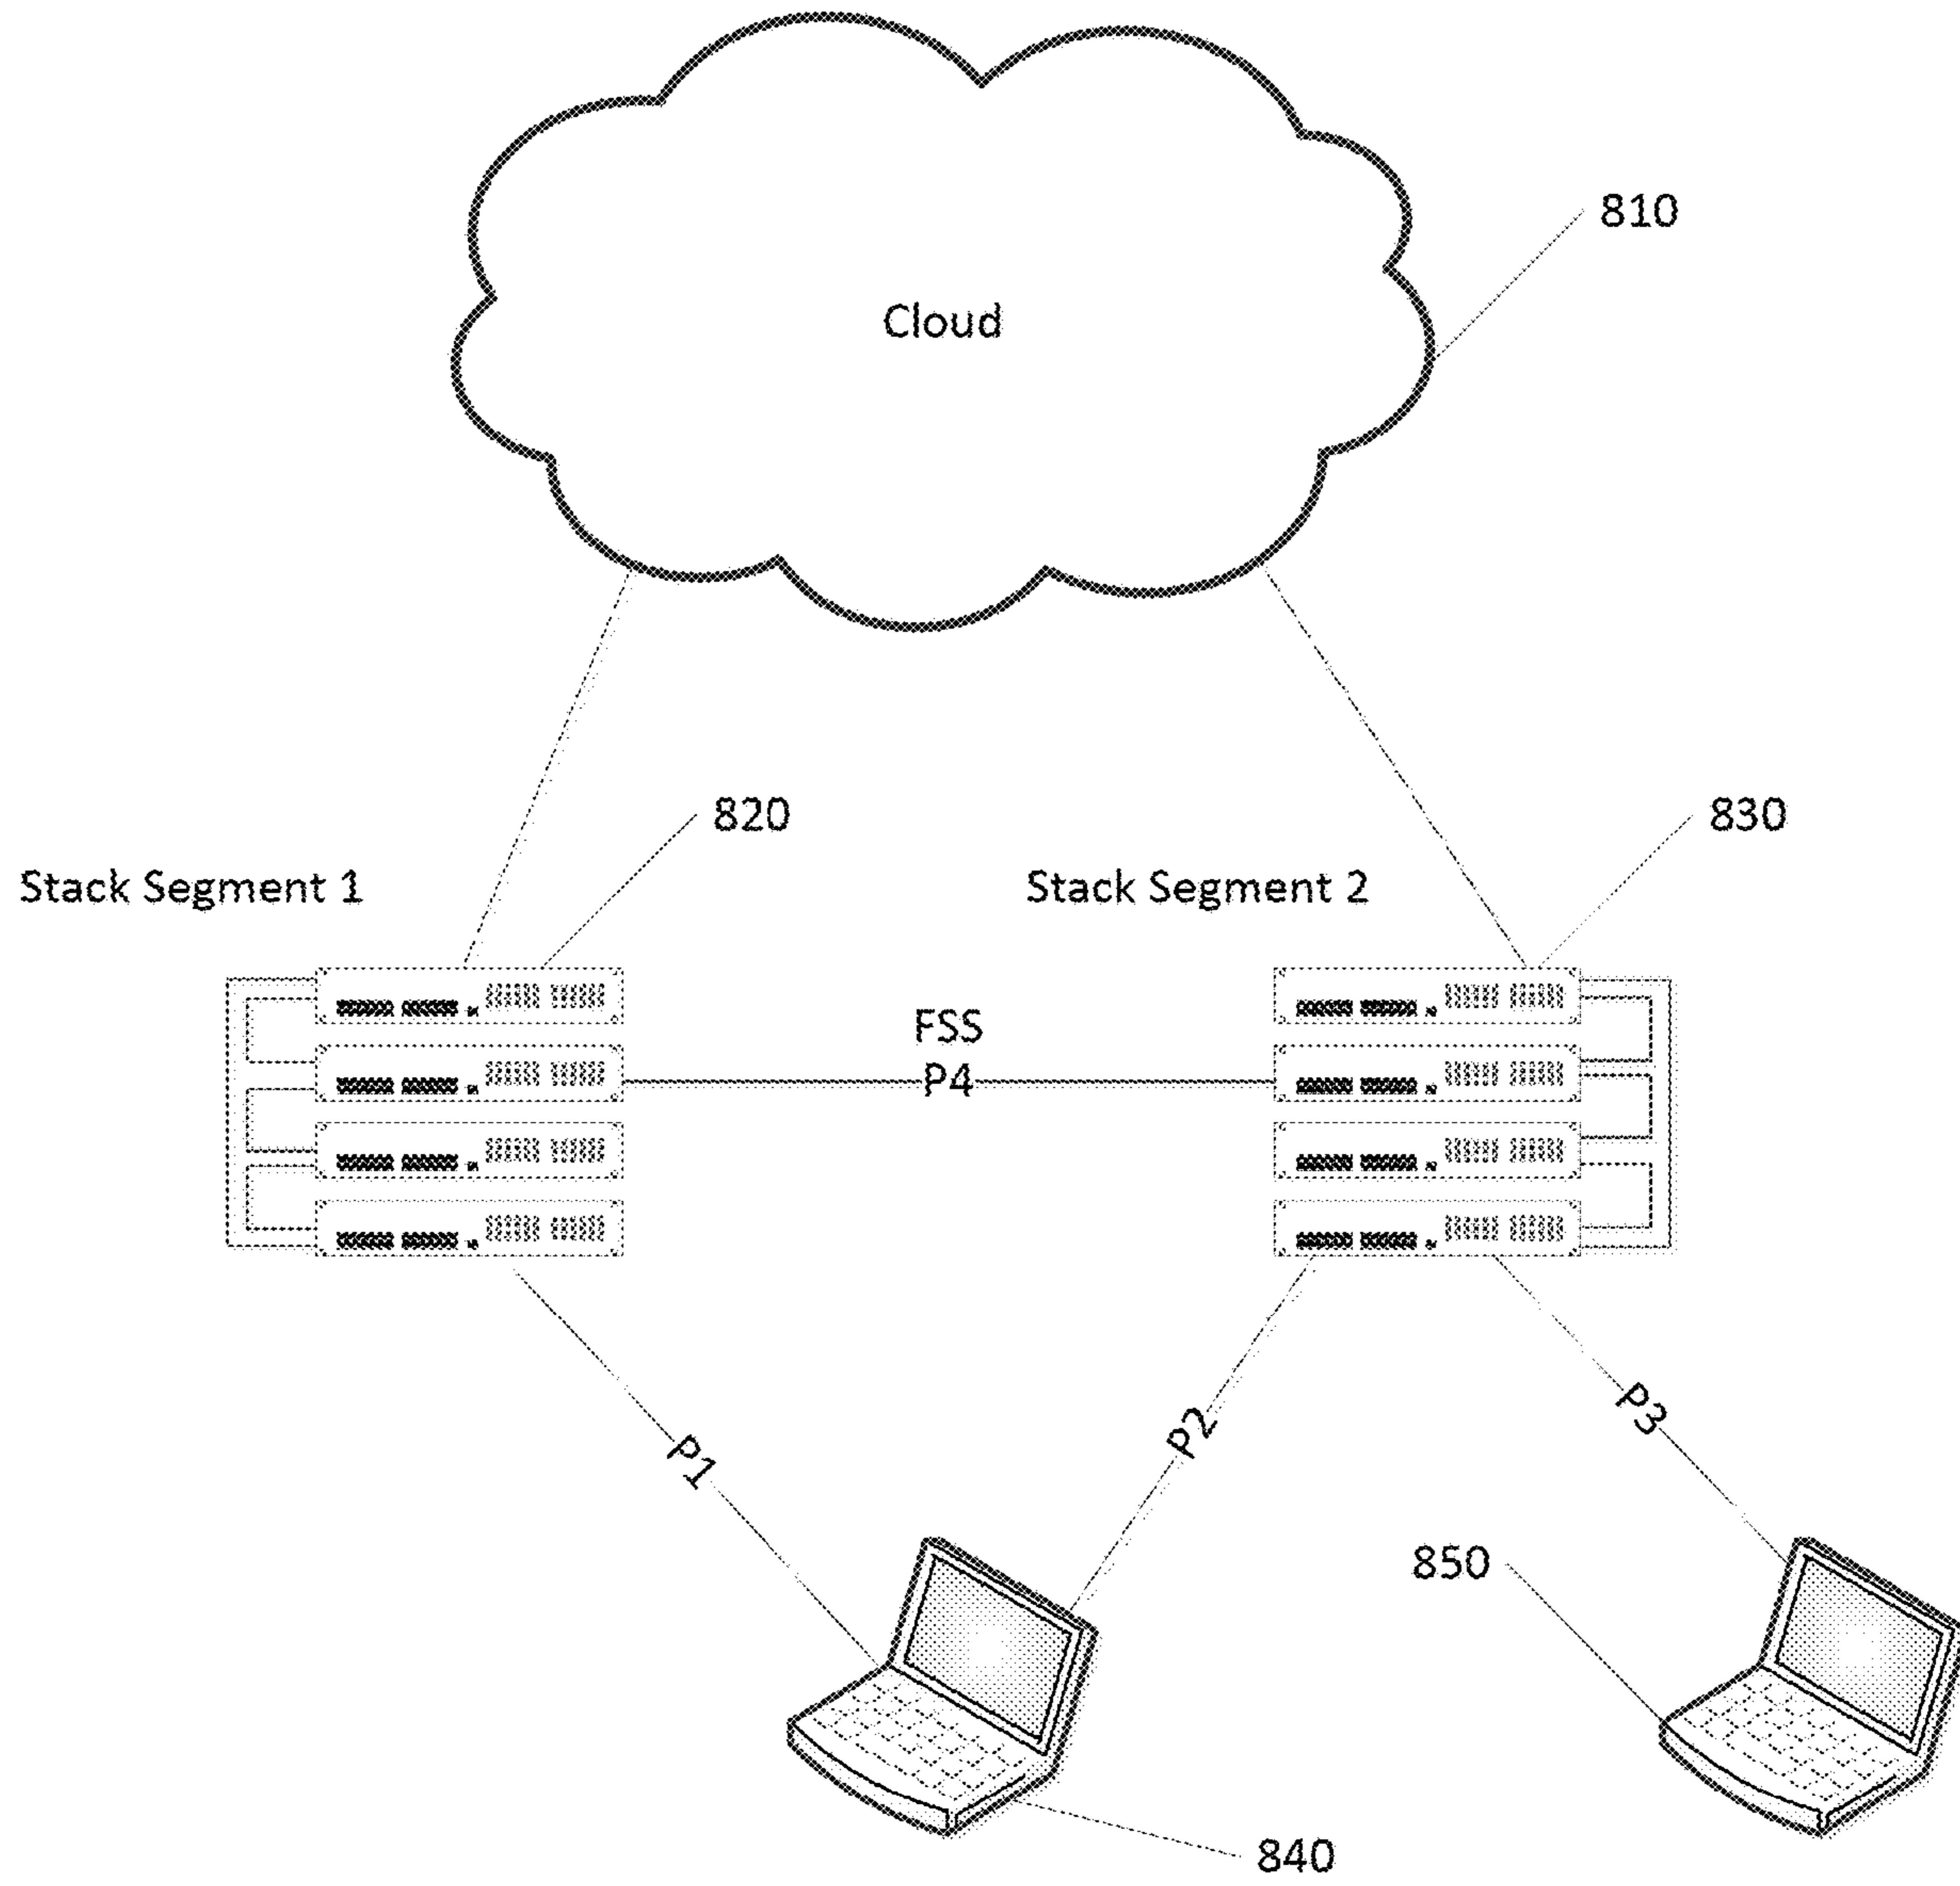 810
Cloud
820
830
Stack Segment 1
Stack Segment 2
FSS
P4
P1
P2
P3
850
840